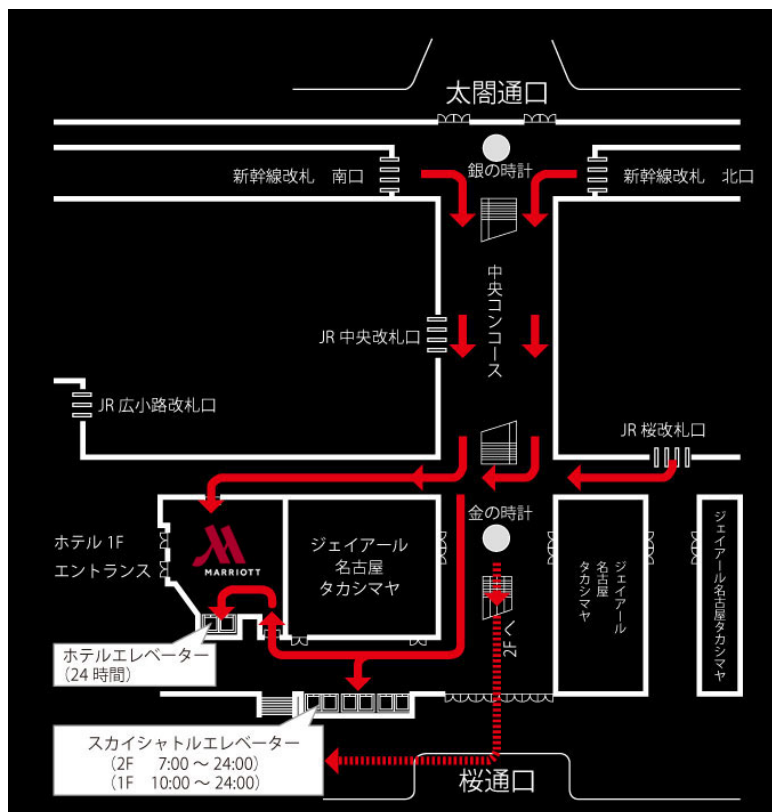 太閤通口
銀の時計
新幹線改札　南口
新幹線改札　北口
中央コンコース
JR 中央改札口
JR 広小路改札口
JR 桜改札口
金の時計
ホテル 1F
エントランス
MARRIOTT
ジェイアール
名古屋
タカシマヤ
ジェイアール
名古屋
タカシマヤ
ジェイアール名古屋タカシマヤ
2Fへ
ホテルエレベーター
(24 時間)
スカイシャトルエレベーター
(2F　7:00 ～ 24:00)
(1F　10:00 ～ 24:00)
桜通口